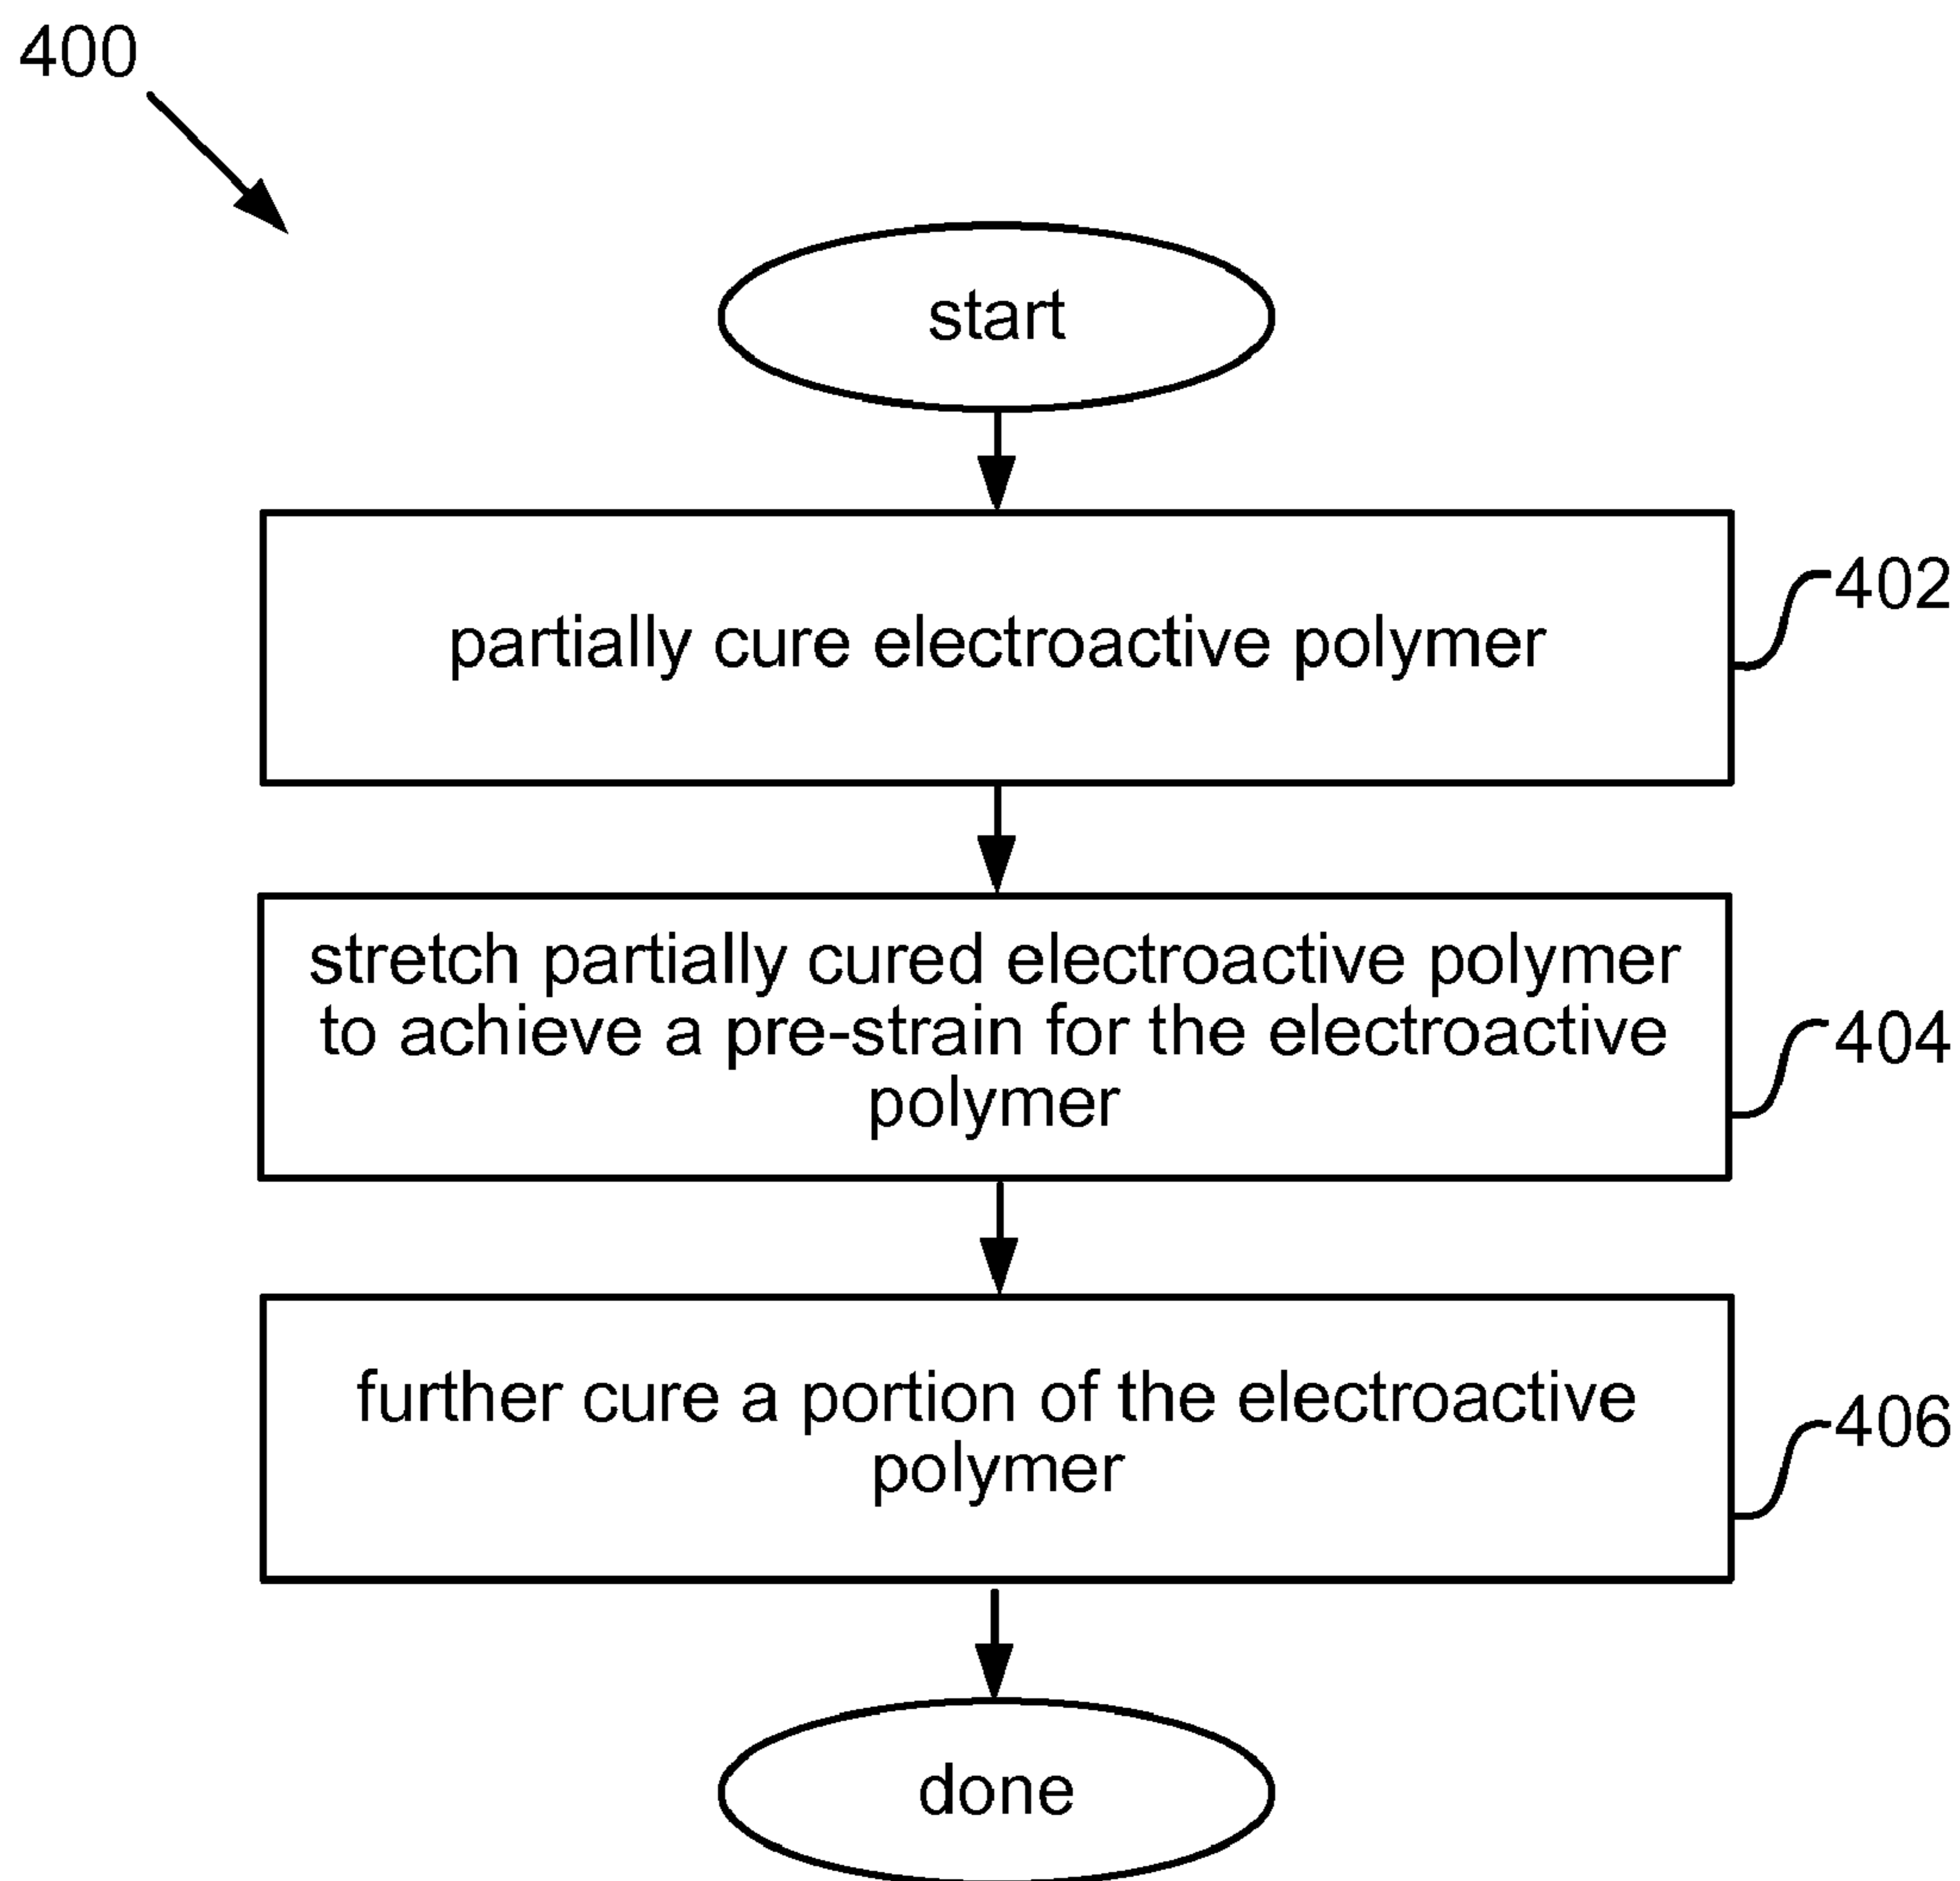 400
start
partially cure electroactive polymer
402
stretch partially cured electroactive polymer
to achieve a pre-strain for the electroactive
polymer
404
further cure a portion of the electroactive
polymer
406
done